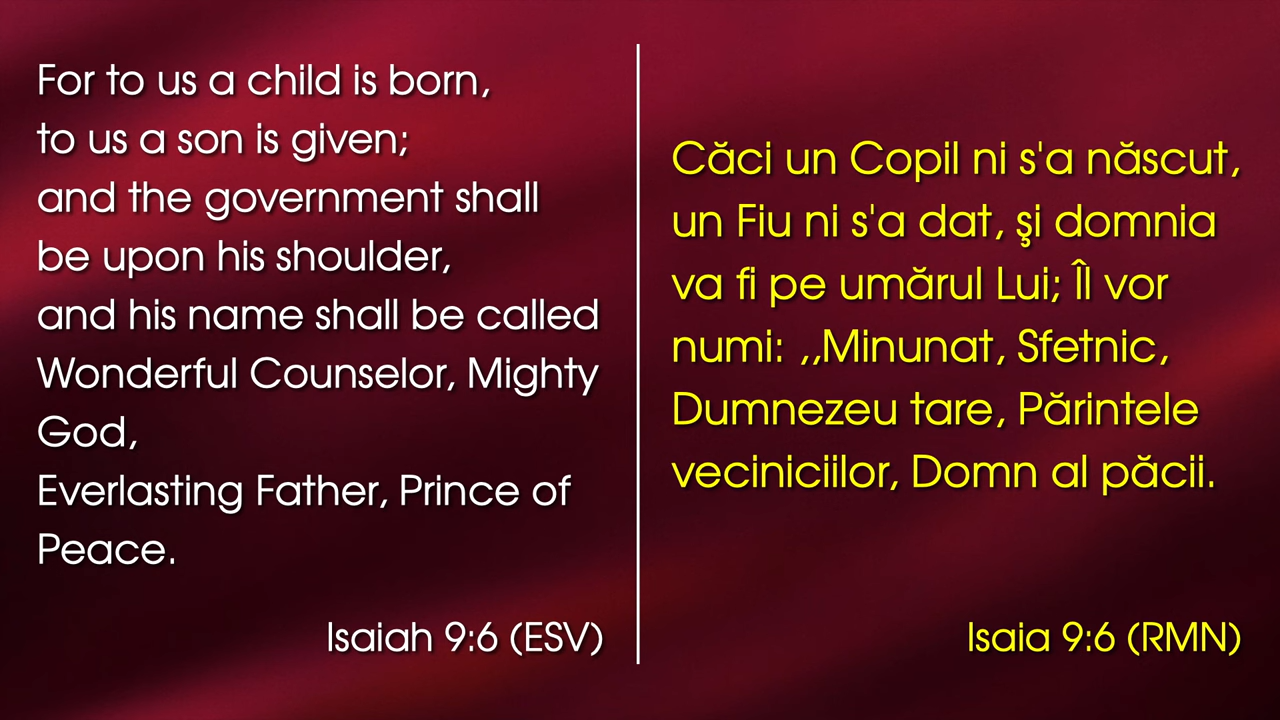 For to us a child is born,
to us a son is given;
and the government shall
be upon his shoulder,
and his name shall be called
Wonderful Counselor, Mighty
God,
Everlasting Father, Prince of
Peace.
Isaiah 9:6 (ESV)
Căci un Copil ni s'a născut,
un Fiu ni s'a dat, şi domnia
va fi pe umărul Lui; Îl vor
numi: ,,Minunat, Sfetnic,
Dumnezeu tare, Părintele
veciniciilor, Domn al păcii.
Isaia 9:6 (RMN)